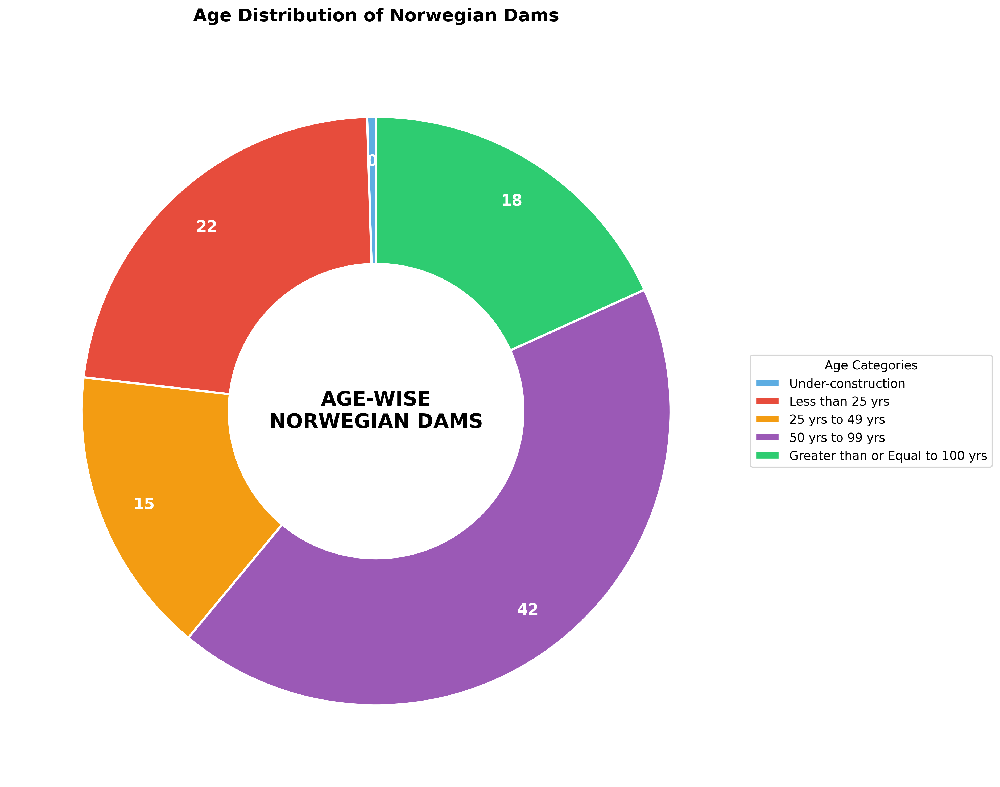 Age Distribution of Norwegian Dams
0
18
22
AGE-WISE
NORWEGIAN DAMS
15
42
Age Categories
Under-construction
Less than 25 yrs
25 yrs to 49 yrs
50 yrs to 99 yrs
Greater than or Equal to 100 yrs